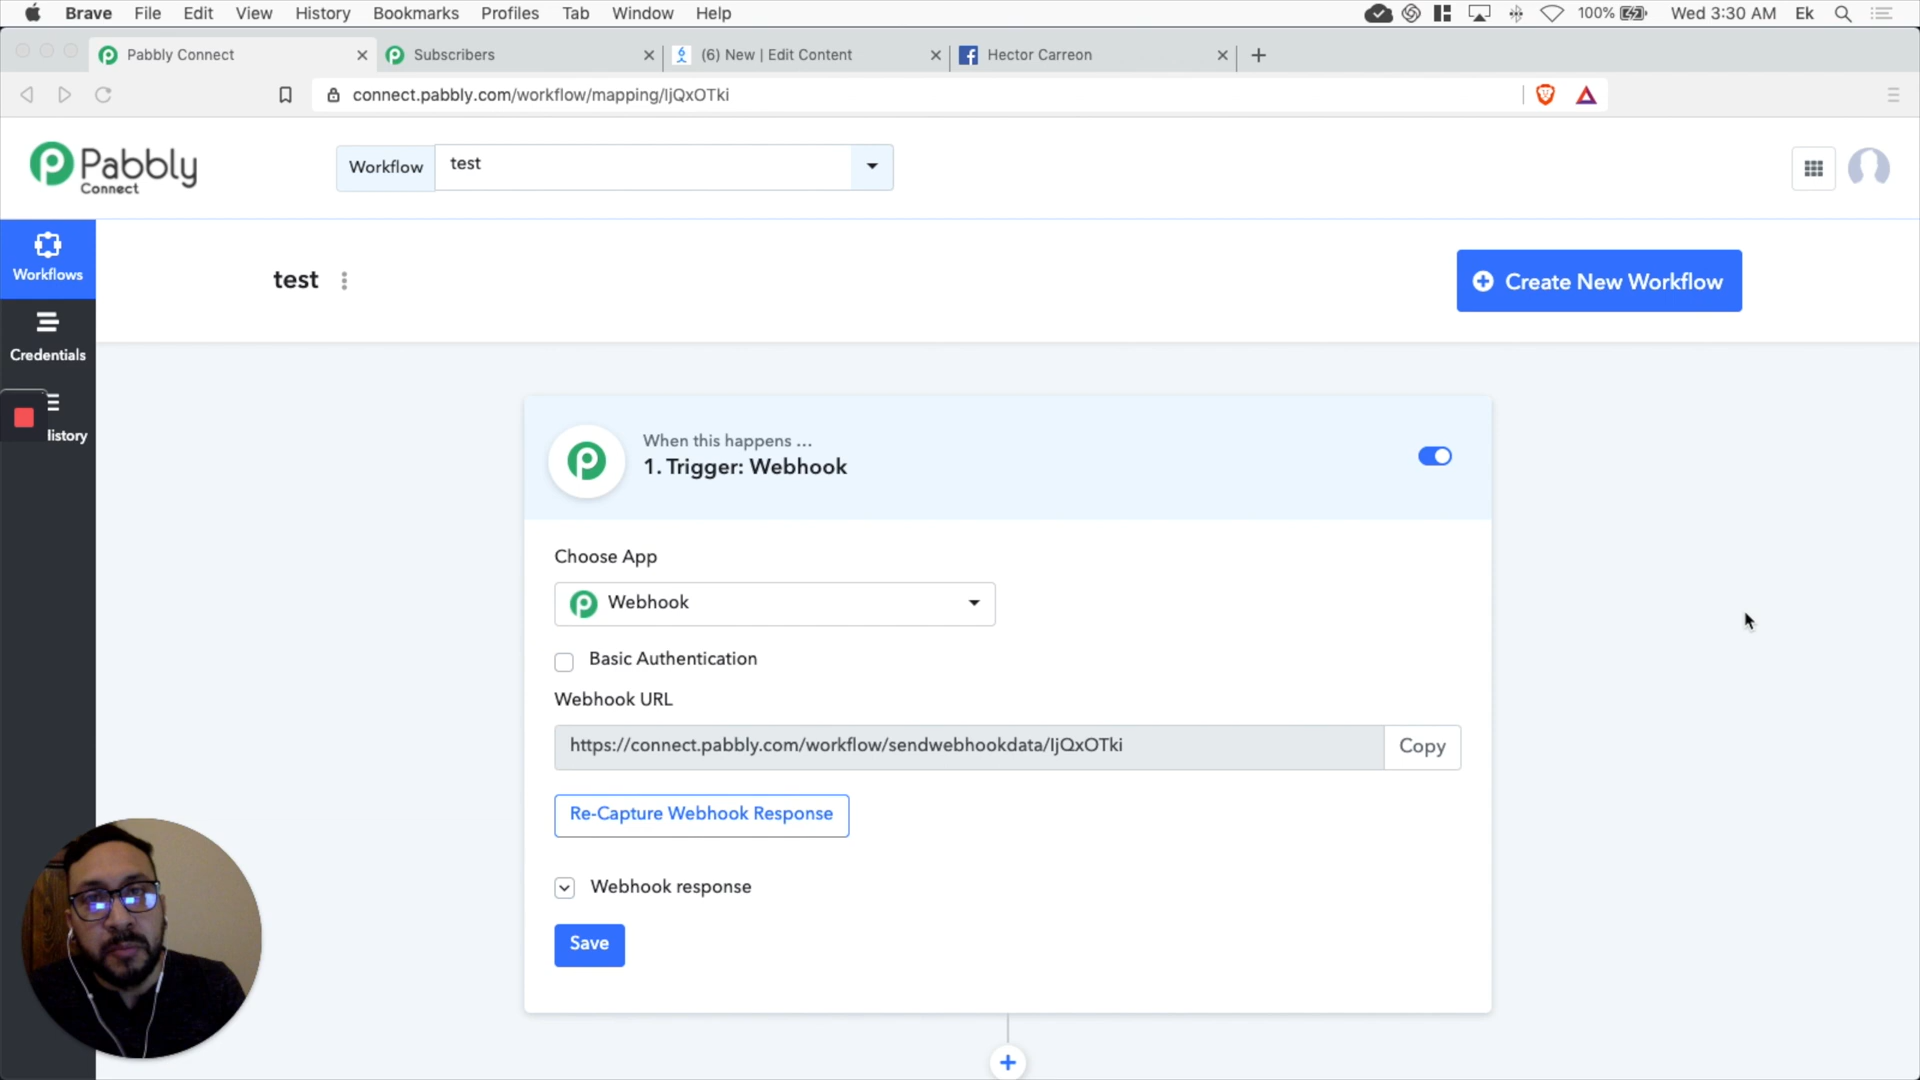 Brave File Edit View History Bookmarks Profiles Tab Window Help 100% Wed 3:30 AM Ek
Pabbly Connect Subscribers (6) New | Edit Content Hector Carreon
connect.pabbly.com/workflow/mapping/IjQxOTki
Pabbly
Connect
Workflow test
Workflows
test
Create New Workflow
Credentials
listory
When this happens ...
1. Trigger: Webhook
Choose App
Webhook
Basic Authentication
Webhook URL
https://connect.pabbly.com/workflow/sendwebhookdata/IjQxOTki Copy
Re-Capture Webhook Response
Webhook response
Save